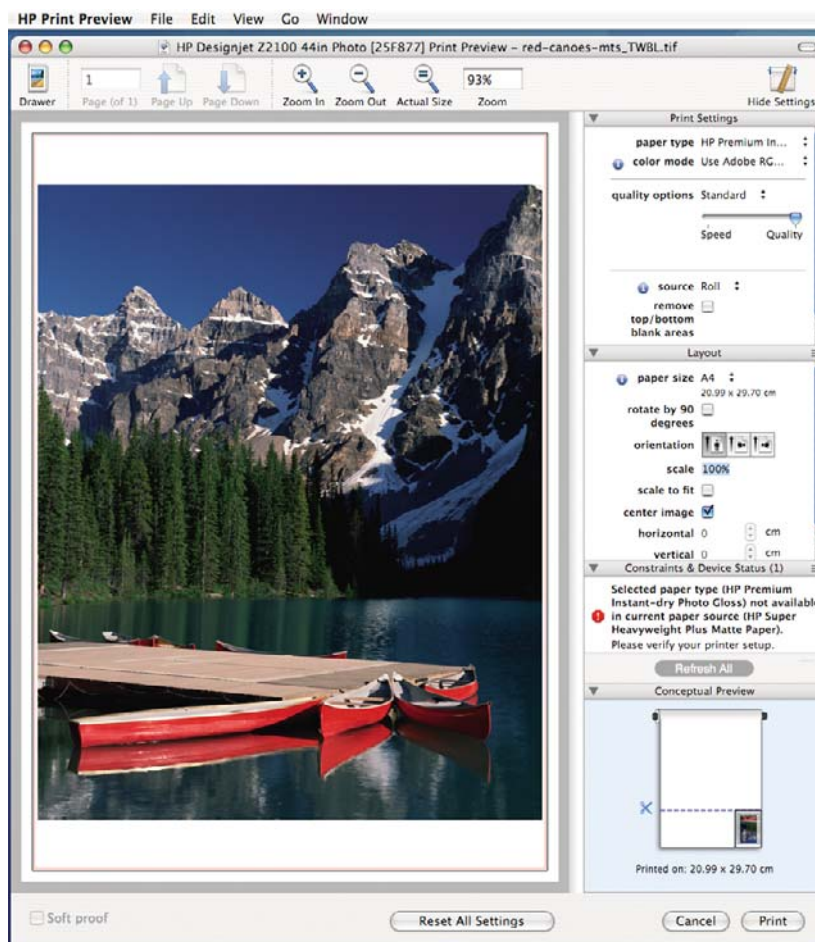 HP Print Preview File Edit View Go Window
HP Designjet Z2100 44in Photo [25F877] Print Preview – red-canoes-mts_TWBL.tif
1
93%
Drawer Page (of 1) Page Up Page Down Zoom In Zoom Out Actual Size Zoom Hide Settings
Print Settings
paper type HP Premium In...
color mode Use Adobe RG...
quality options Standard
Speed Quality
source Roll
remove
top/bottom
blank areas
Layout
paper size A4
20.99 x 29.70 cm
rotate by 90
degrees
orientation
scale 100%
scale to fit
center image
horizontal 0 cm
vertical 0 cm
Constraints & Device Status (1)
Selected paper type (HP Premium
Instant-dry Photo Gloss) not available
in current paper source (HP Super
Heavyweight Plus Matte Paper).
Please verify your printer setup.
Refresh All
Conceptual Preview
Printed on: 20.99 x 29.70 cm
Soft proof Reset All Settings Cancel Print